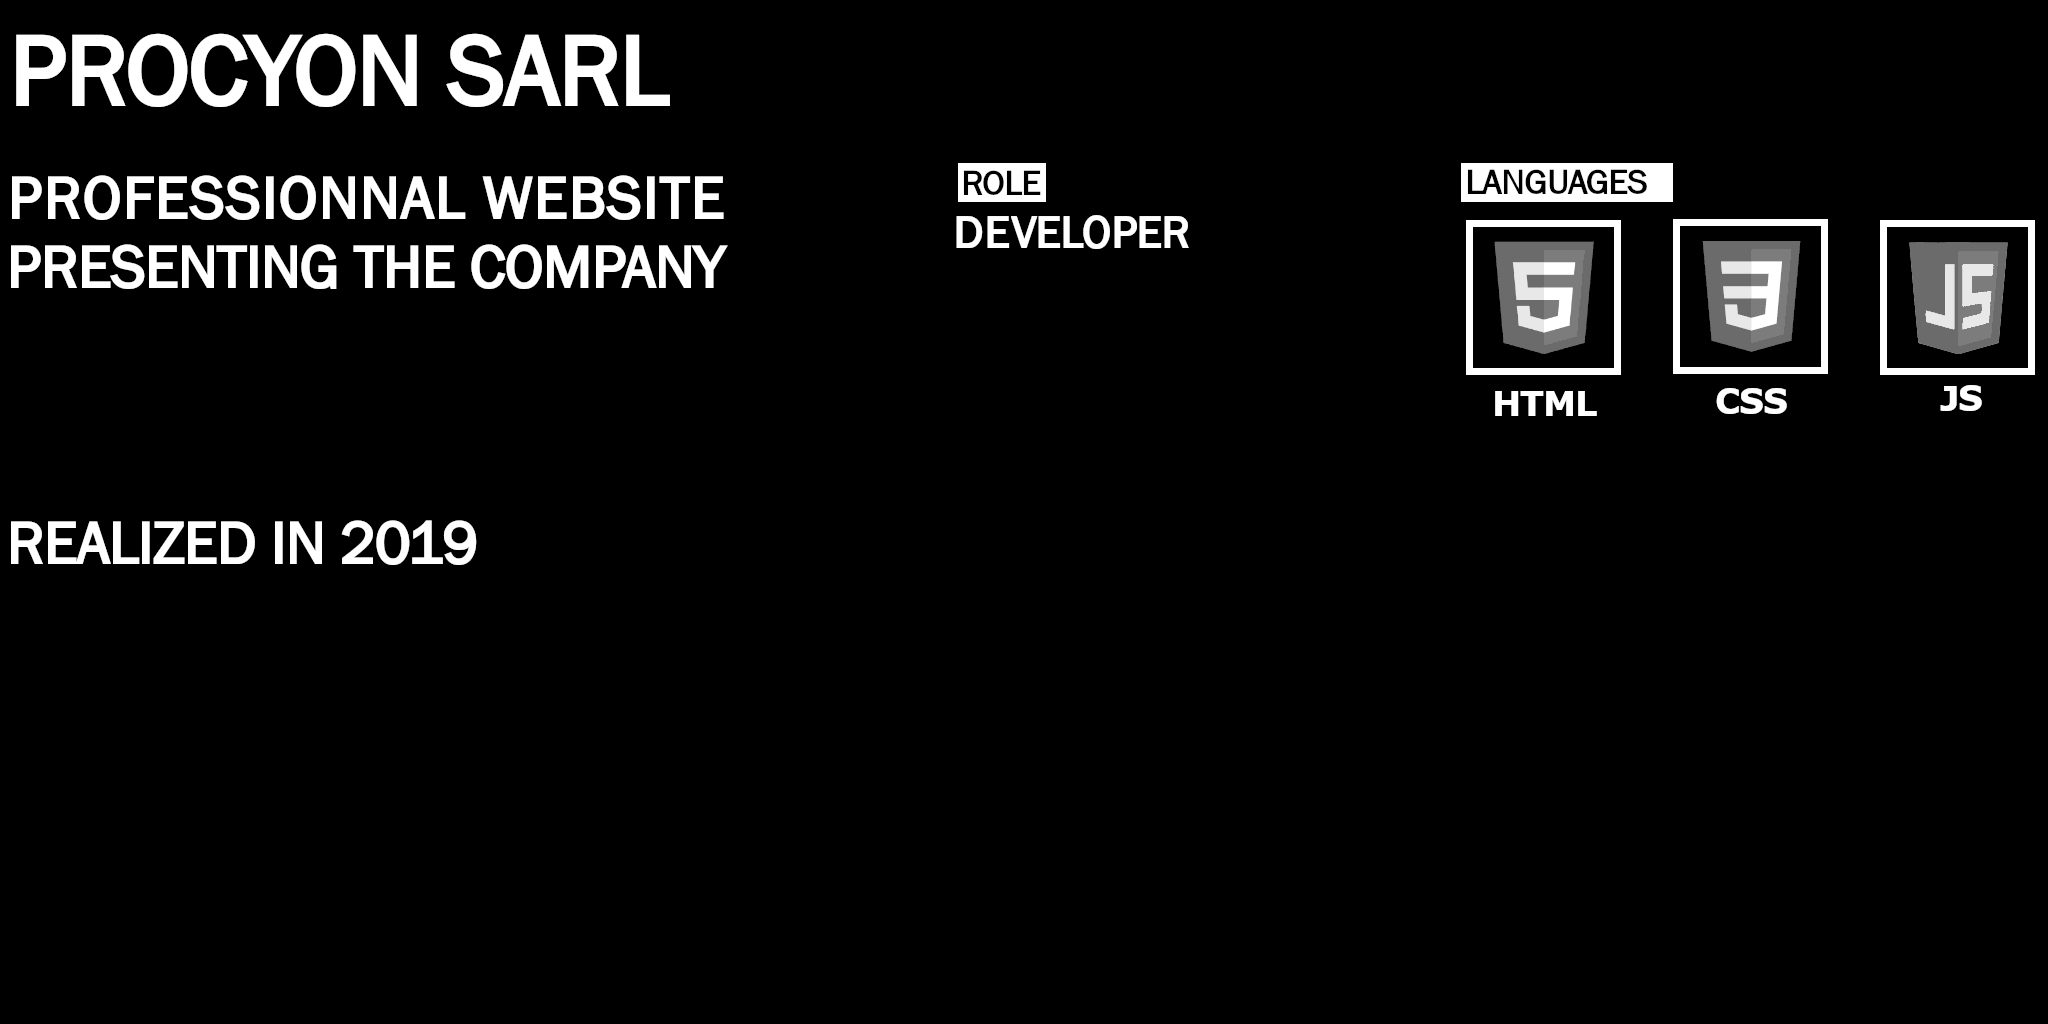 PROCYON SARL
PROFESSIONNAL WEBSITE
PRESENTING THE COMPANY
REALIZED IN 2019
ROLE
DEVELOPER
LANGUAGES
5 3 JS
HTML CSS JS